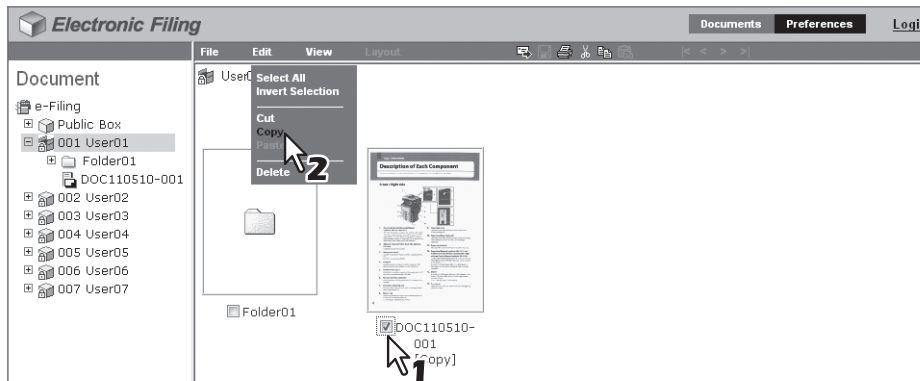 Electronic Filing
Documents
Preferences
Logi
File
Edit
View
Layout
Document
e-Filing
Public Box
001 User01
Folder01
DOC110510-001
002 User02
003 User03
004 User04
005 User05
006 User06
007 User07
Select All
Invert Selection
Cut
Copy
Paste
Delete
2
Description of Each Component
Folder01
DOC110510-
001
[Copy]
1